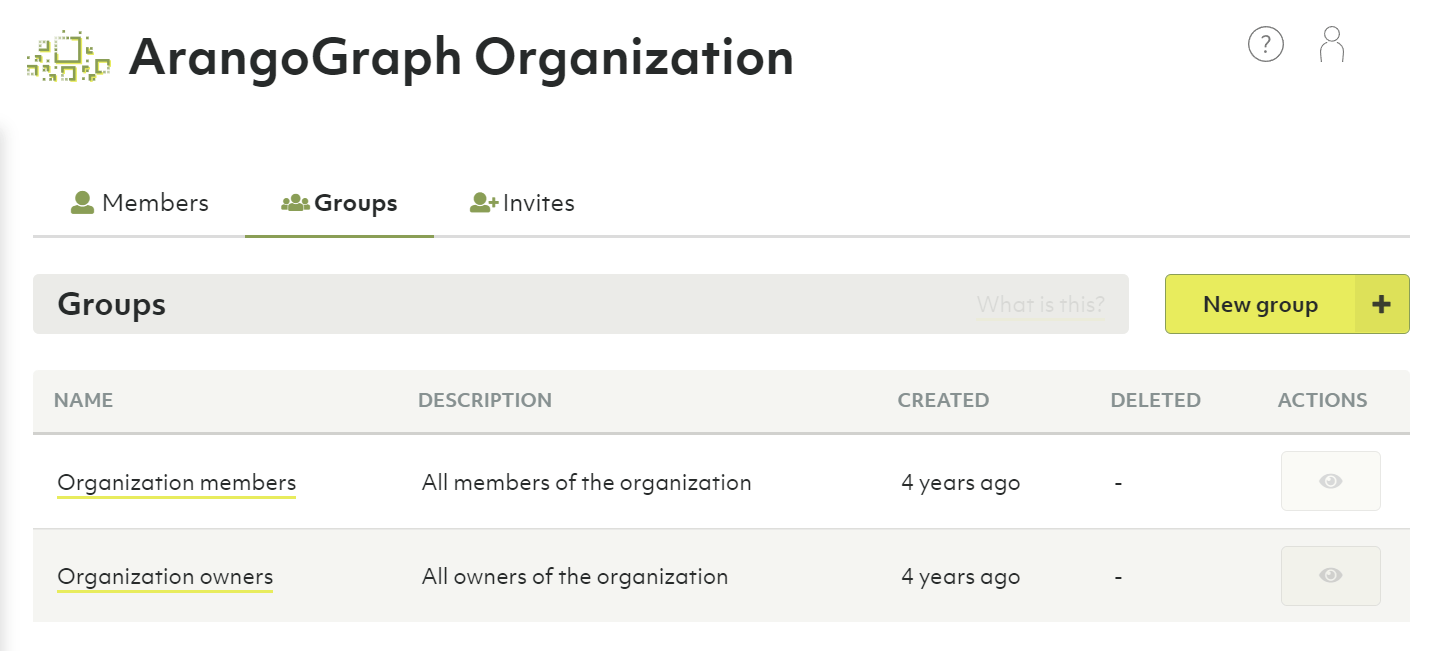 ArangoGraph Organization
?
Members Groups Invites
Groups What is this? New group +
NAME DESCRIPTION CREATED DELETED ACTIONS
Organization members All members of the organization 4 years ago -
Organization owners All owners of the organization 4 years ago -